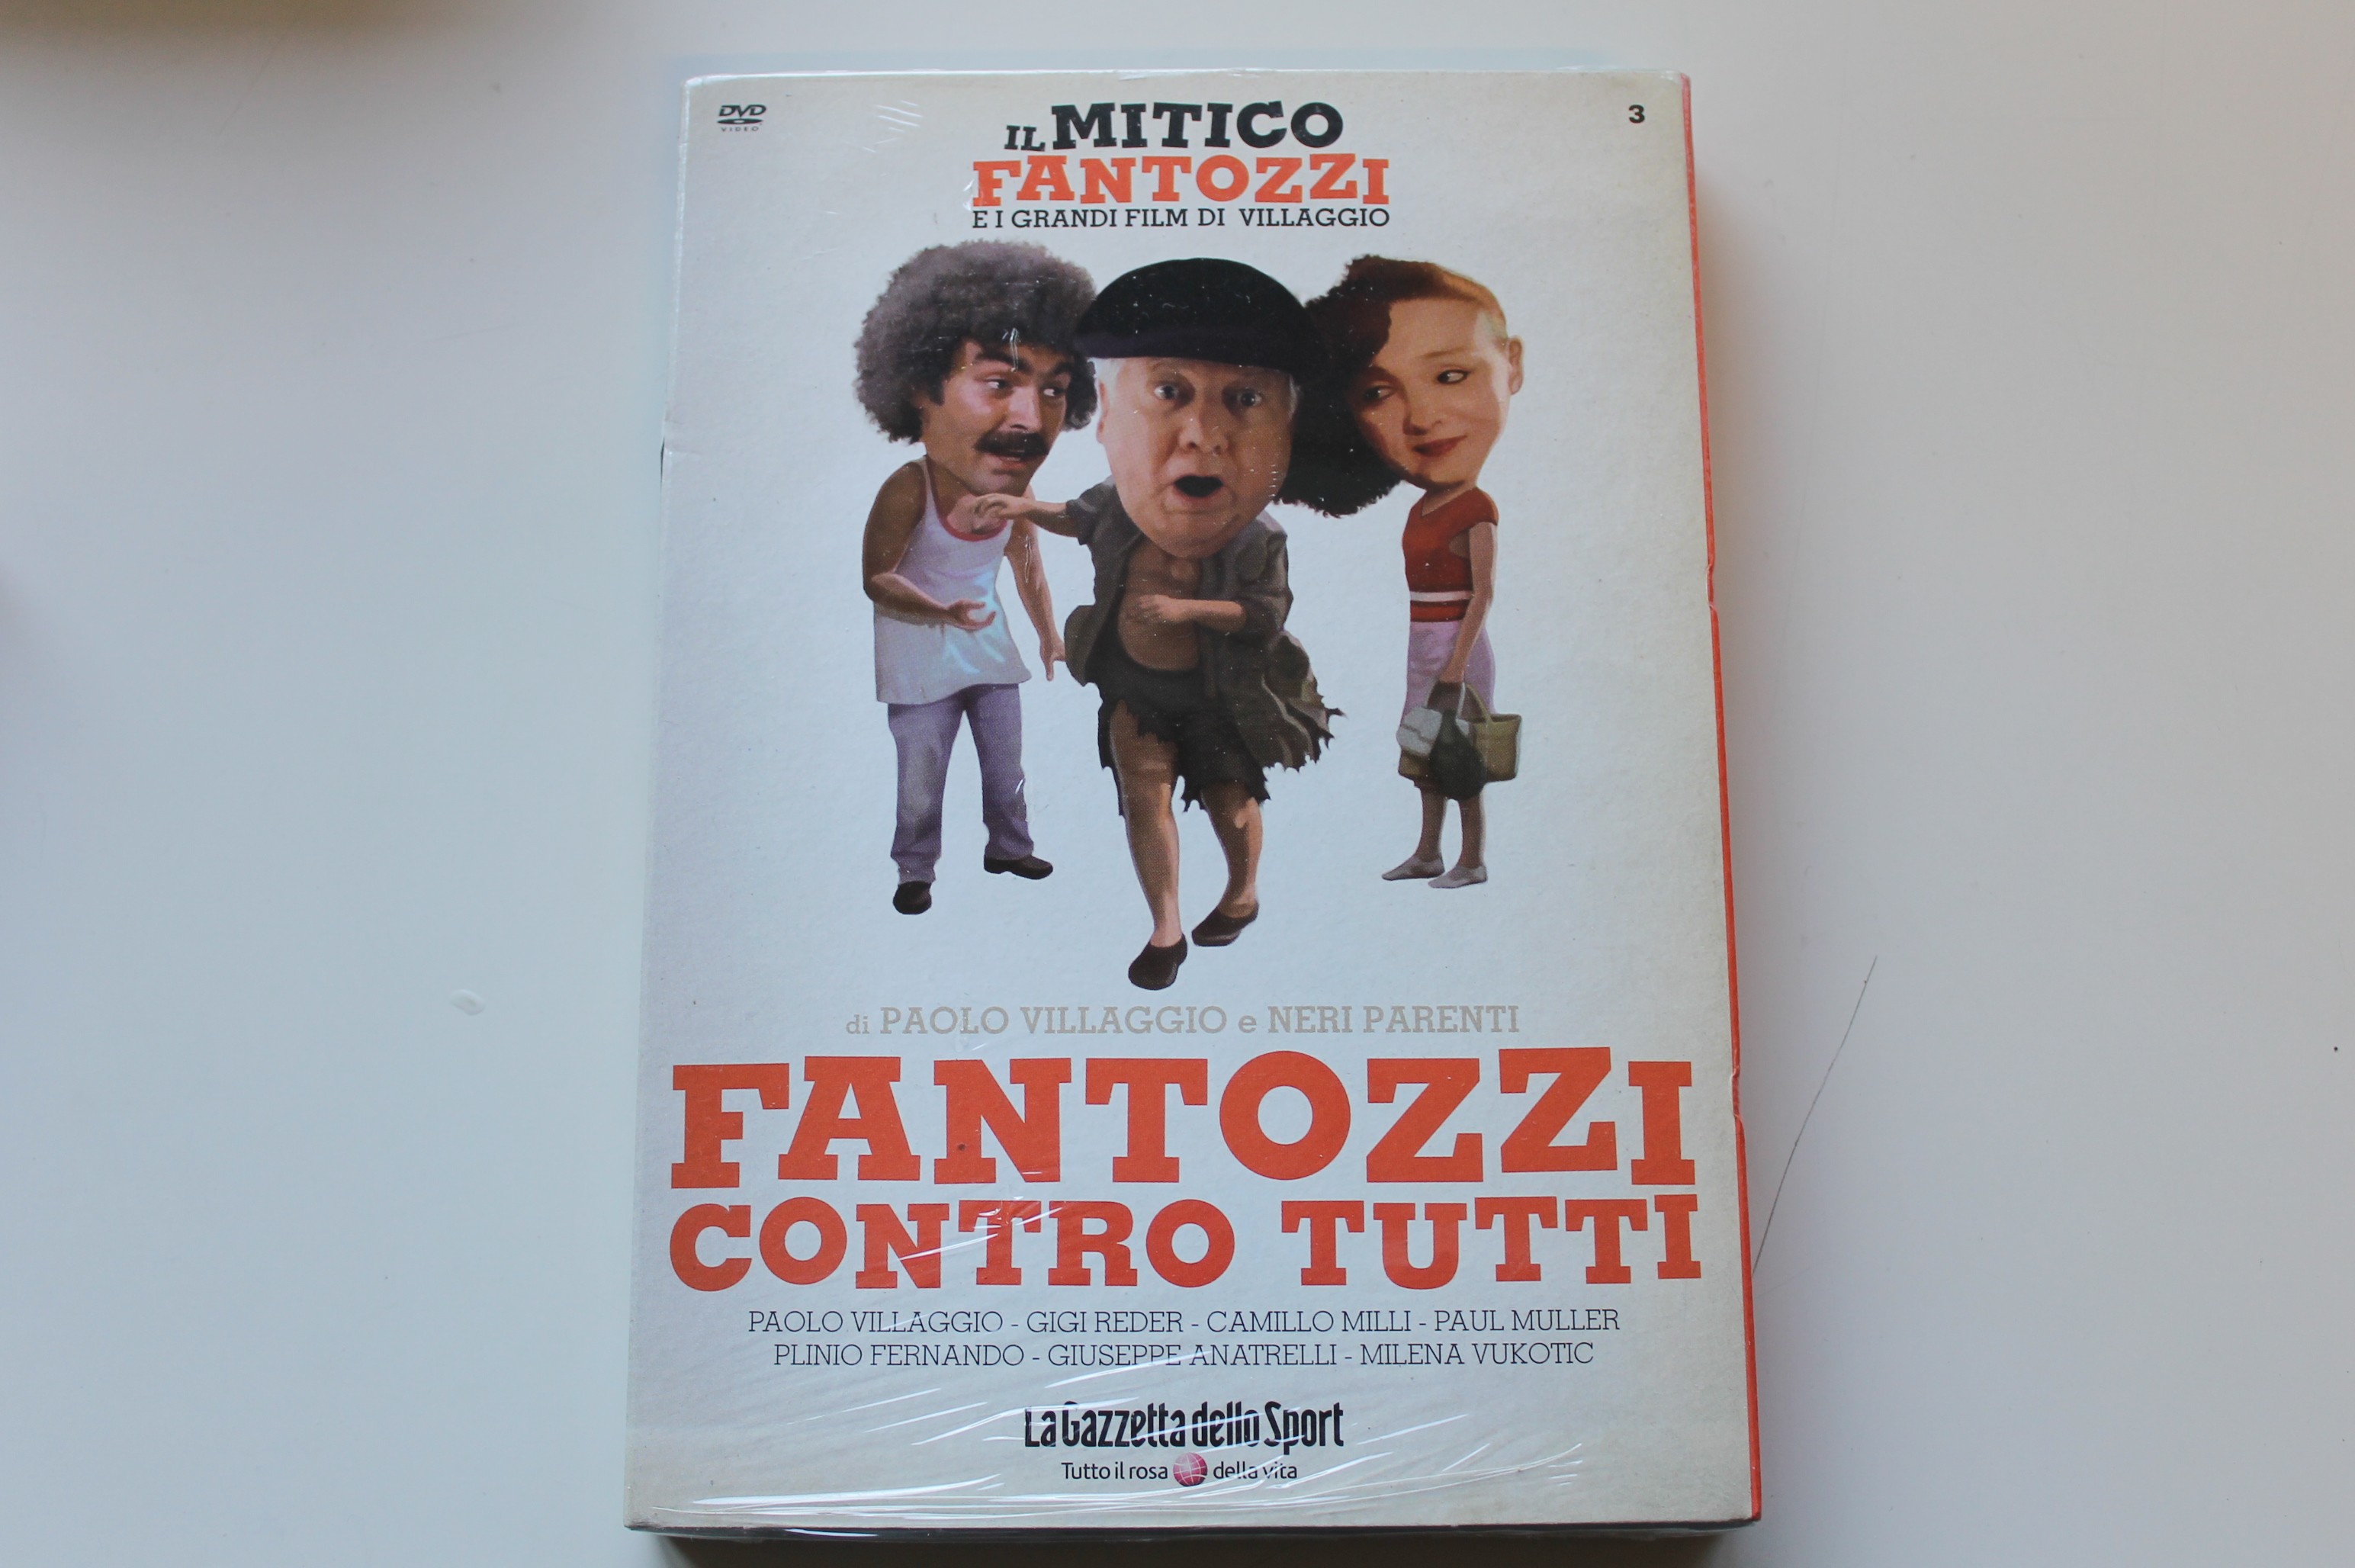 DVD
VIDEO
3
IL MITICO
FANTOZZI
E I GRANDI FILM DI VILLAGGIO
di PAOLO VILLAGGIO e NERI PARENTI
FANTOZZI
CONTRO TUTTI
PAOLO VILLAGGIO - GIGI REDER - CAMILLO MILLI - PAUL MULLER
PLINIO FERNANDO - GIUSEPPE ANATRELLI - MILENA VUKOTIC
La Gazzetta dello Sport
Tutto il rosa della vita